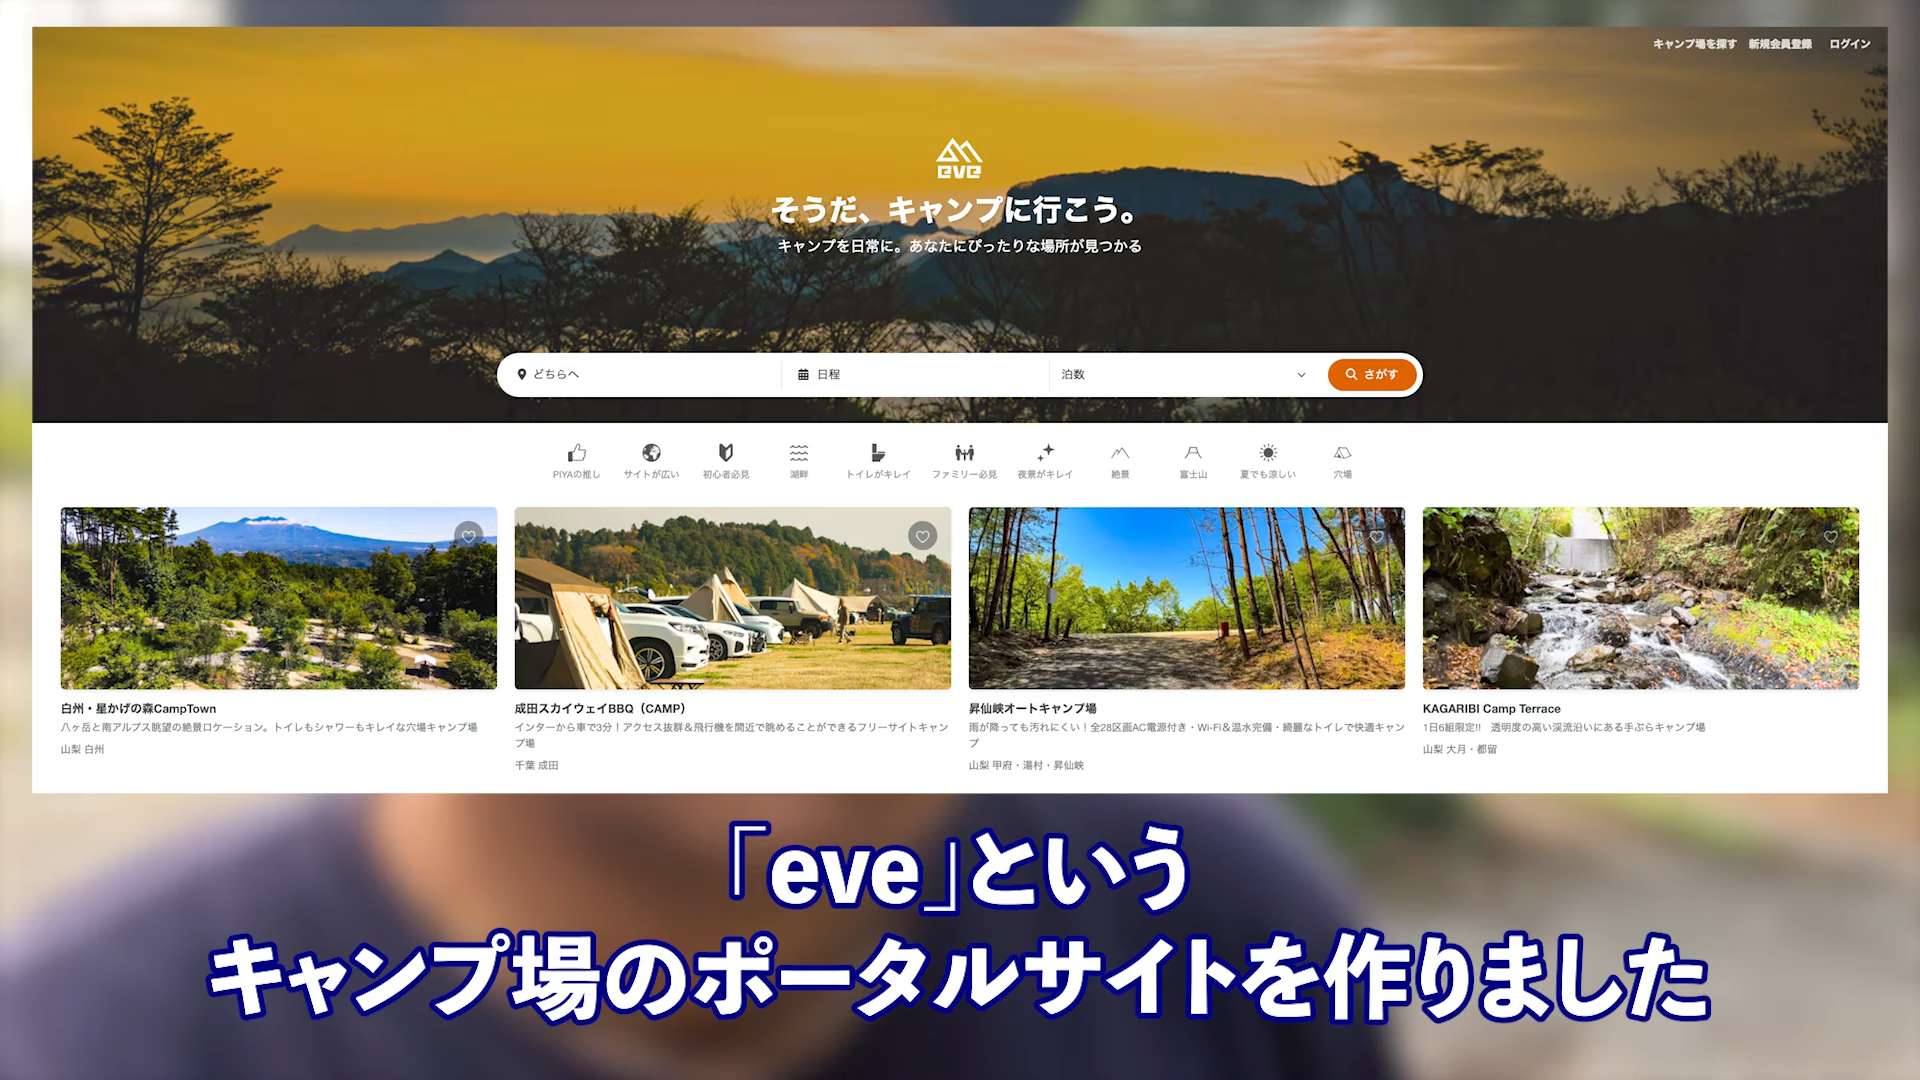 キャンプ場を探す 新規会員登録 ログイン
eve
そうだ、キャンプに行こう。
キャンプを日常に。あなたにぴったりな場所が見つかる
どちらへ 日程 泊数 さがす
PIYAの推し サイトが広い 初心者必見 湖畔 トイレがキレイ ファミリー必見 夜景がキレイ 絶景 富士山 夏でも涼しい 穴場
白州・星かげの森CampTown
八ヶ岳と南アルプス眺望の絶景ロケーション。トイレもシャワーもキレイな穴場キャンプ場
山梨 白州
成田スカイウェイBBQ（CAMP）
インターから車で3分！アクセス抜群＆飛行機を間近で眺めることができるフリーサイトキャン
プ場
千葉 成田
昇仙峡オートキャンプ場
雨が降っても汚れにくい！全28区画AC電源付き・Wi-Fi＆温水完備・綺麗なトイレで快適キャン
プ
山梨 甲府・湯村・昇仙峡
KAGARIBI Camp Terrace
1日6組限定!!　透明度の高い渓流沿いにある手ぶらキャンプ場
山梨 大月・都留
「eve」という
キャンプ場のポータルサイトを作りました